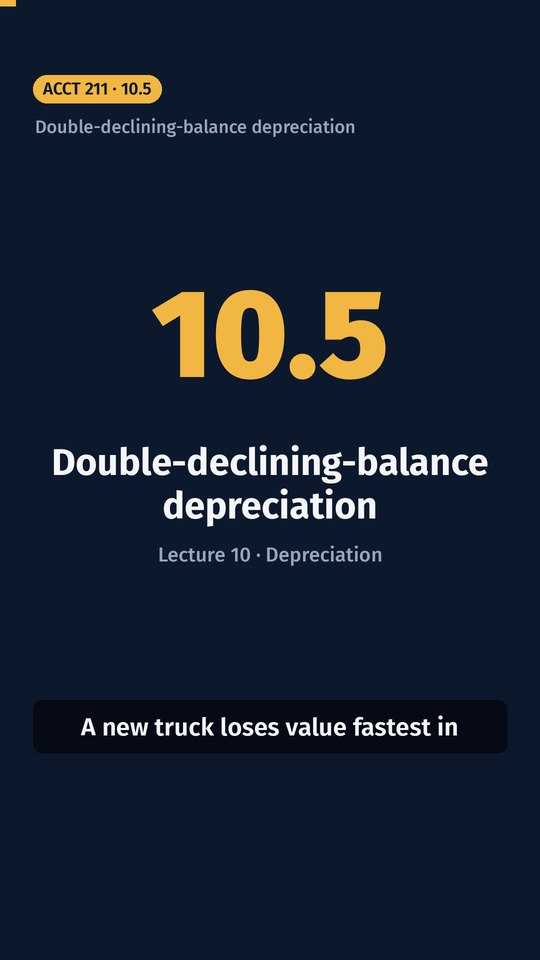 ACCT 211 · 10.5
Double-declining-balance depreciation
10.5
Double-declining-balance
depreciation
Lecture 10 · Depreciation
A new truck loses value fastest in